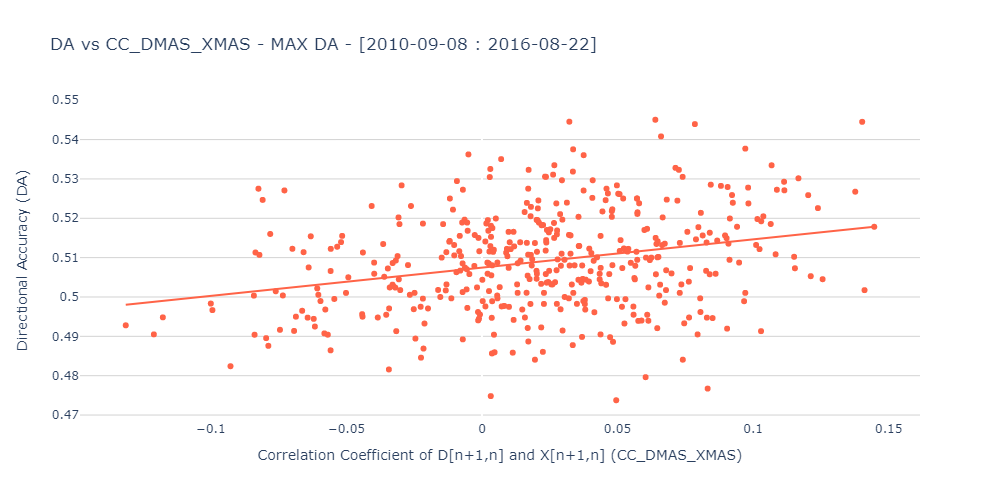 DA vs CC_DMAS_XMAS - MAX DA - [2010-09-08 : 2016-08-22]
0.55
0.54
0.53
0.52
0.51
0.5
0.49
0.48
0.47
Directional Accuracy (DA)
−0.1 −0.05 0 0.05 0.1 0.15
Correlation Coefficient of D[n+1,n] and X[n+1,n] (CC_DMAS_XMAS)